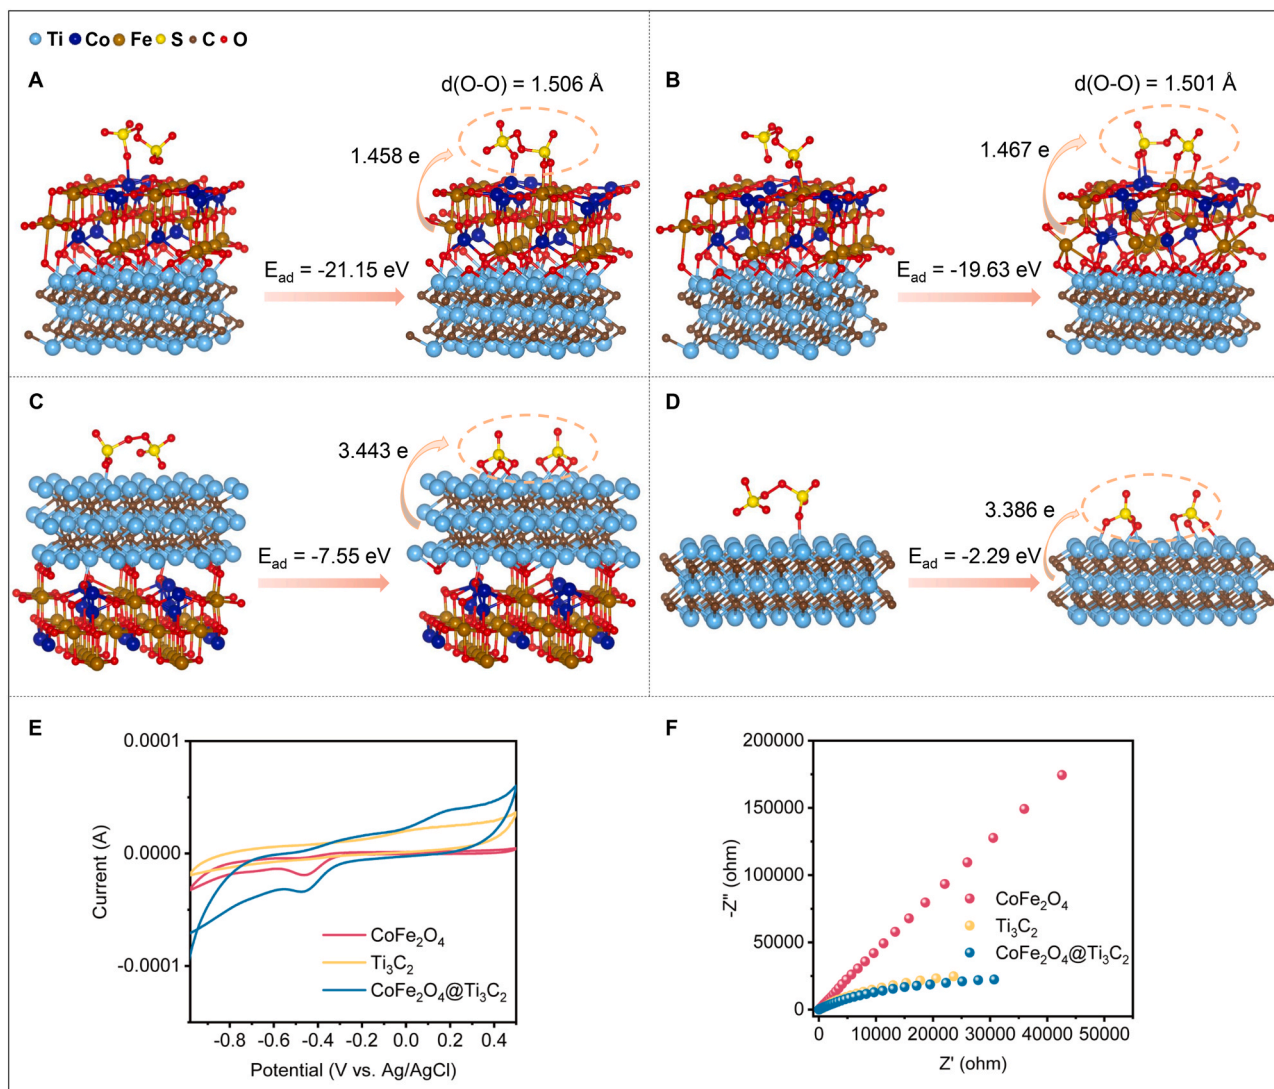 Ti Co Fe S C O
A
d(O-O) = 1.506 Å
1.458 e
E_ad = -21.15 eV
B
d(O-O) = 1.501 Å
1.467 e
E_ad = -19.63 eV
C
3.443 e
E_ad = -7.55 eV
D
3.386 e
E_ad = -2.29 eV
E
0.0001
0.0000
-0.0001
Current (A)
CoFe₂O₄
Ti₃C₂
CoFe₂O₄@Ti₃C₂
-0.8 -0.4 0.0 0.4
-0.6 -0.2 0.2
Potential (V vs. Ag/AgCl)
F
200000
150000
100000
50000
0
-Z" (ohm)
CoFe₂O₄
Ti₃C₂
CoFe₂O₄@Ti₃C₂
0 10000 20000 30000 40000 50000
Z' (ohm)